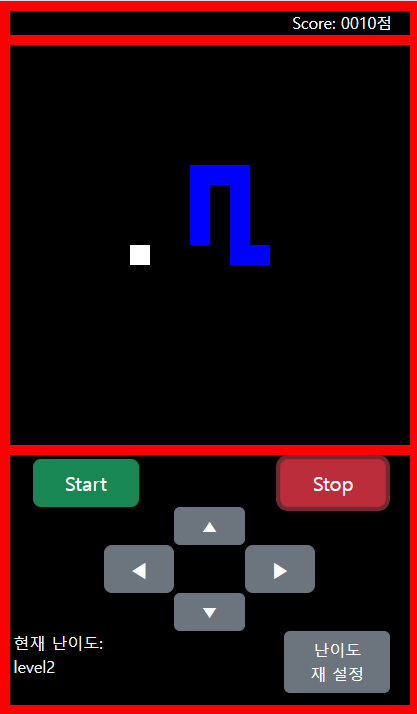 Score: 0010점
Start
Stop
▲
◀
▶
▼
현재 난이도:
level2
난이도
재 설정